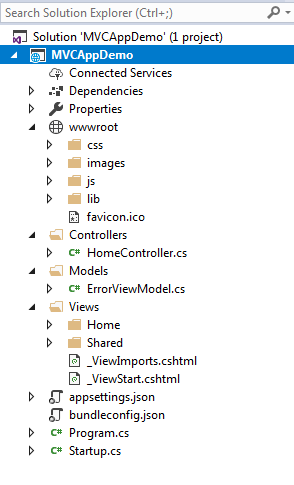 Search Solution Explorer (Ctrl+;)
Solution 'MVCAppDemo' (1 project)
MVCAppDemo
Connected Services
Dependencies
Properties
wwwroot
css
images
js
lib
favicon.ico
Controllers
C# HomeController.cs
Models
C# ErrorViewModel.cs
Views
Home
Shared
_ViewImports.cshtml
_ViewStart.cshtml
appsettings.json
bundleconfig.json
C# Program.cs
C# Startup.cs